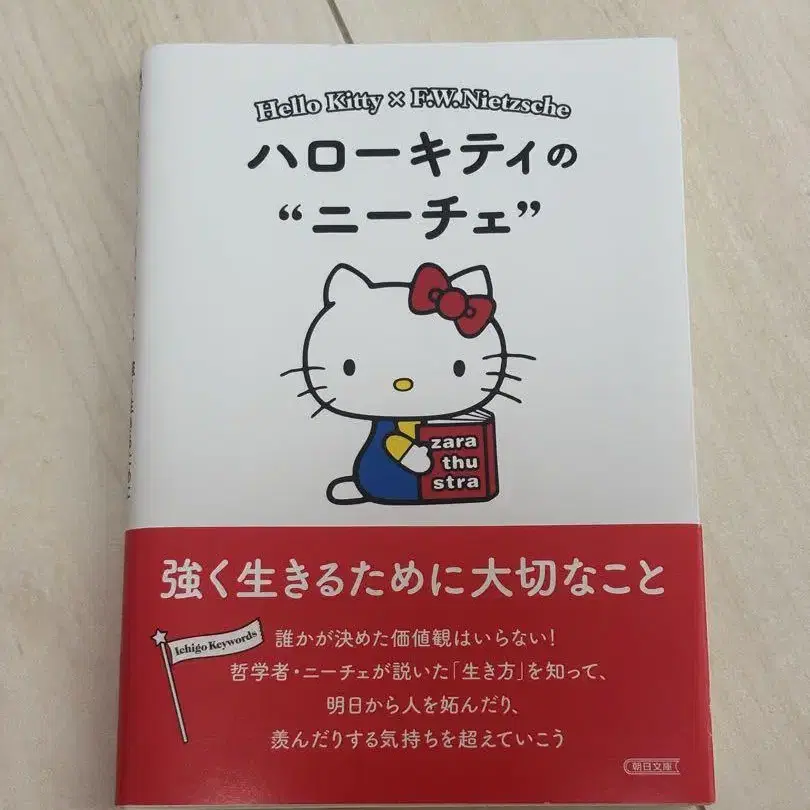 Hello Kitty × F.W.Nietzsche
ハローキティの
“ニーチェ”
zara
thu
stra
強く生きるために大切なこと
Ichigo Keywords
誰かが決めた価値観はいらない!
哲学者・ニーチェが説いた「生き方」を知って、
明日から人を妬んだり、
羨んだりする気持ちを超えていこう
朝日文庫